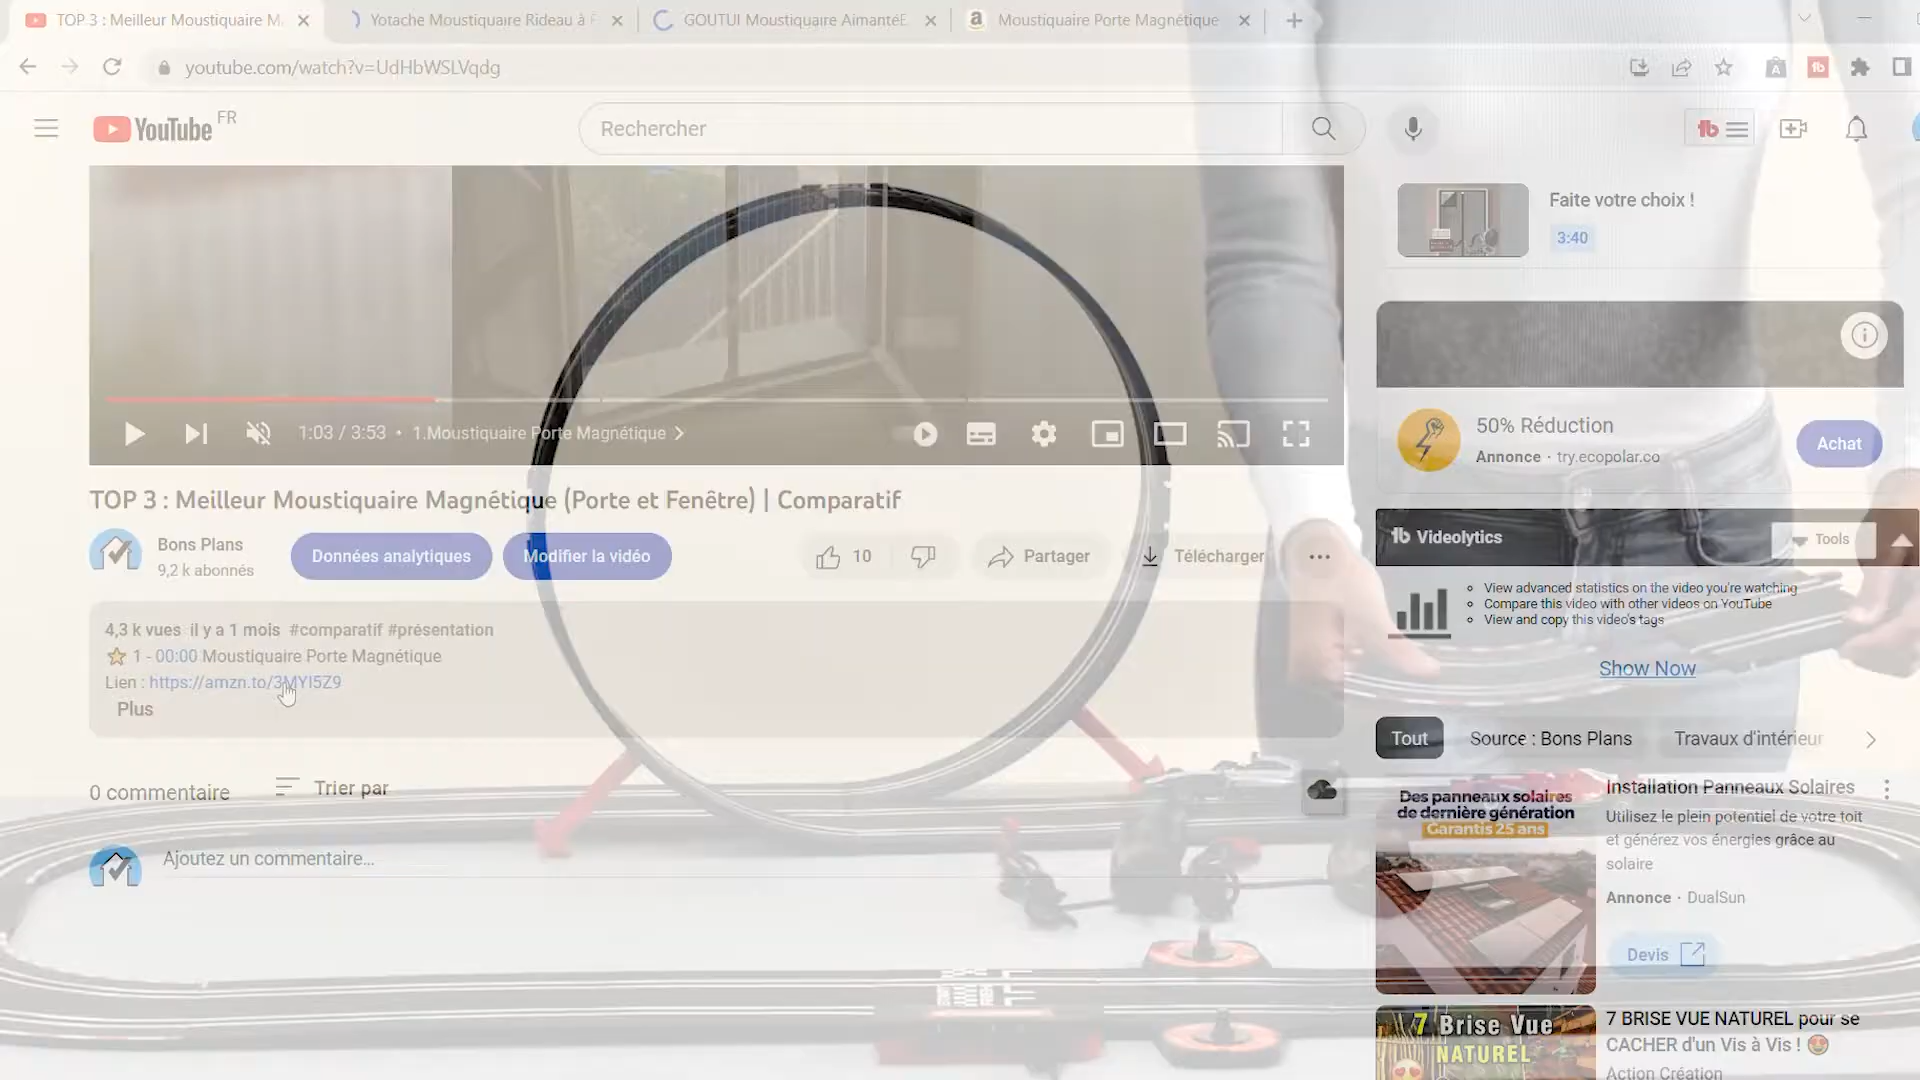 TOP 3 : Meilleur Moustiquaire M
Yotache Moustiquaire Rideau à
GOUTUI Moustiquaire AimantéE
Moustiquaire Porte Magnétique
youtube.com/watch?v=UdHbWSLVqdg
YouTube FR
Rechercher
Faite votre choix !
3:40
1:03 / 3:53 • 1.Moustiquaire Porte Magnétique
50% Réduction
Annonce · try.ecopolar.co
Achat
TOP 3 : Meilleur Moustiquaire Magnétique (Porte et Fenêtre) | Comparatif
Bons Plans
9,2 k abonnés
Données analytiques
Modifier la vidéo
10
Partager
Télécharger
Videolytics
Tools
View advanced statistics on the video you're watching
Compare this video with other videos on YouTube
View and copy this video's tags
Show Now
4,3 k vues il y a 1 mois #comparatif #présentation
1 - 00:00 Moustiquaire Porte Magnétique
Lien : https://amzn.to/3MYI5Z9
Plus
Tout
Source : Bons Plans
Travaux d'intérieur
0 commentaire
Trier par
Ajoutez un commentaire...
Des panneaux solaires
de dernière génération
Garantis 25 ans
Installation Panneaux Solaires
Utilisez le plein potentiel de votre toit
et générez vos énergies grâce au
solaire
Annonce · DualSun
Devis
7 Brise Vue
NATUREL
7 BRISE VUE NATUREL pour se
CACHER d'un Vis à Vis !
Action Création